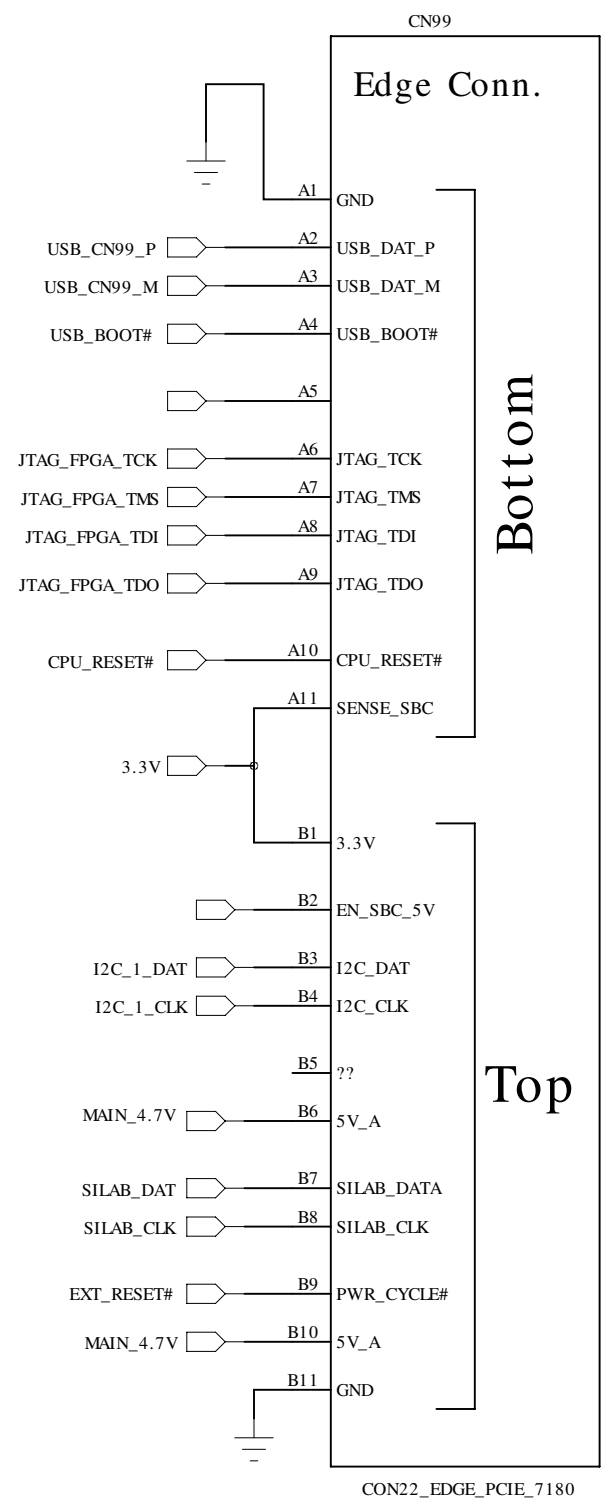 CN99
Edge Conn.
A1 GND
USB_CN99_P A2 USB_DAT_P
USB_CN99_M A3 USB_DAT_M
USB_BOOT# A4 USB_BOOT#
A5
JTAG_FPGA_TCK A6 JTAG_TCK
JTAG_FPGA_TMS A7 JTAG_TMS
JTAG_FPGA_TDI A8 JTAG_TDI
JTAG_FPGA_TDO A9 JTAG_TDO
CPU_RESET# A10 CPU_RESET#
A11 SENSE_SBC
Bottom
3.3V
B1 3.3V
B2 EN_SBC_5V
I2C_1_DAT B3 I2C_DAT
I2C_1_CLK B4 I2C_CLK
B5 ??
Top
MAIN_4.7V B6 5V_A
SILAB_DAT B7 SILAB_DATA
SILAB_CLK B8 SILAB_CLK
EXT_RESET# B9 PWR_CYCLE#
MAIN_4.7V B10 5V_A
B11 GND
CON22_EDGE_PCIE_7180